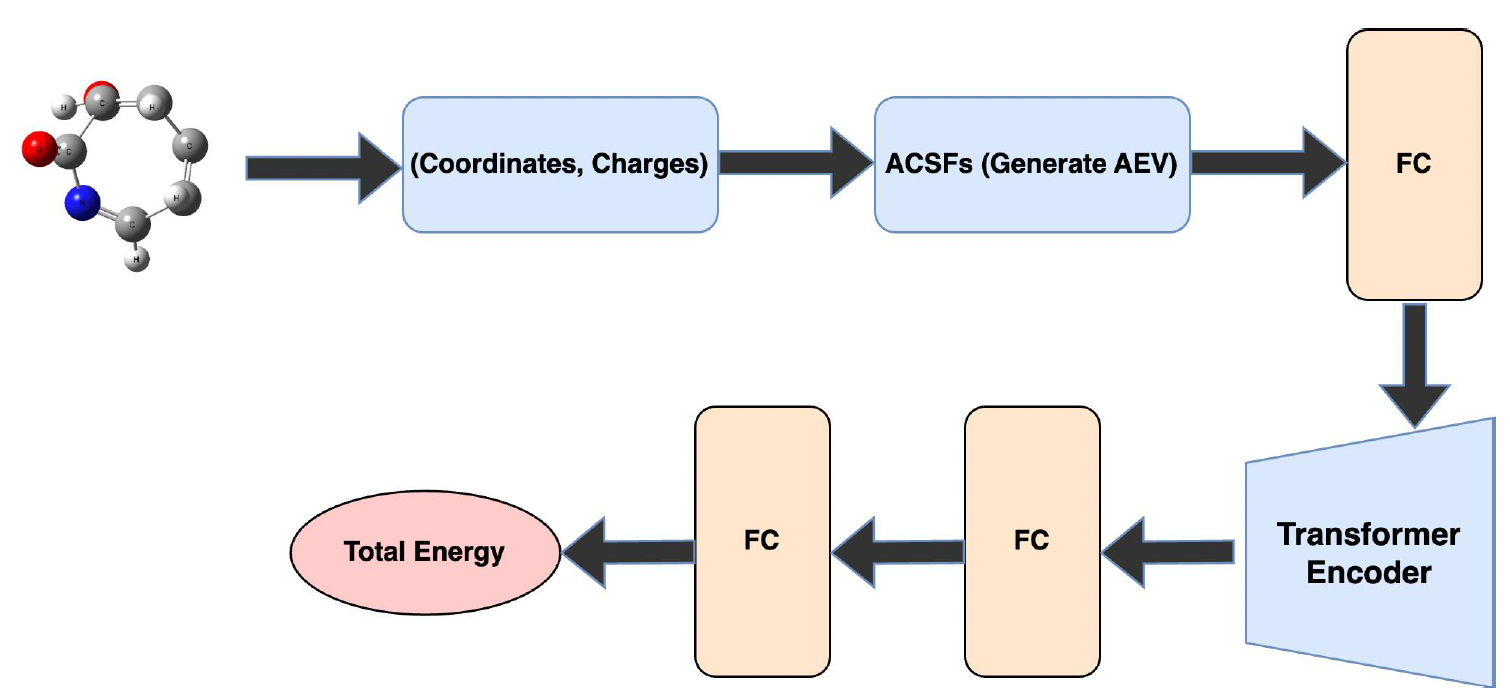 H
C
H
C
C
H
N
C
H
(Coordinates, Charges)
ACSFs (Generate AEV)
FC
Transformer
Encoder
FC
FC
Total Energy